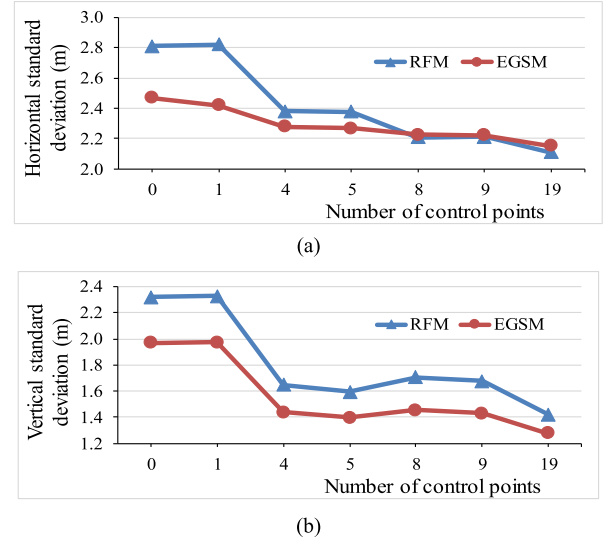 Horizontal standard
deviation (m)
3.0
2.8
2.6
2.4
2.2
2.0
RFM EGSM
0 1 4 5 8 9 19
Number of control points
(a)
Vertical standard
deviation (m)
2.4
2.2
2.0
1.8
1.6
1.4
1.2
RFM EGSM
0 1 4 5 8 9 19
Number of control points
(b)